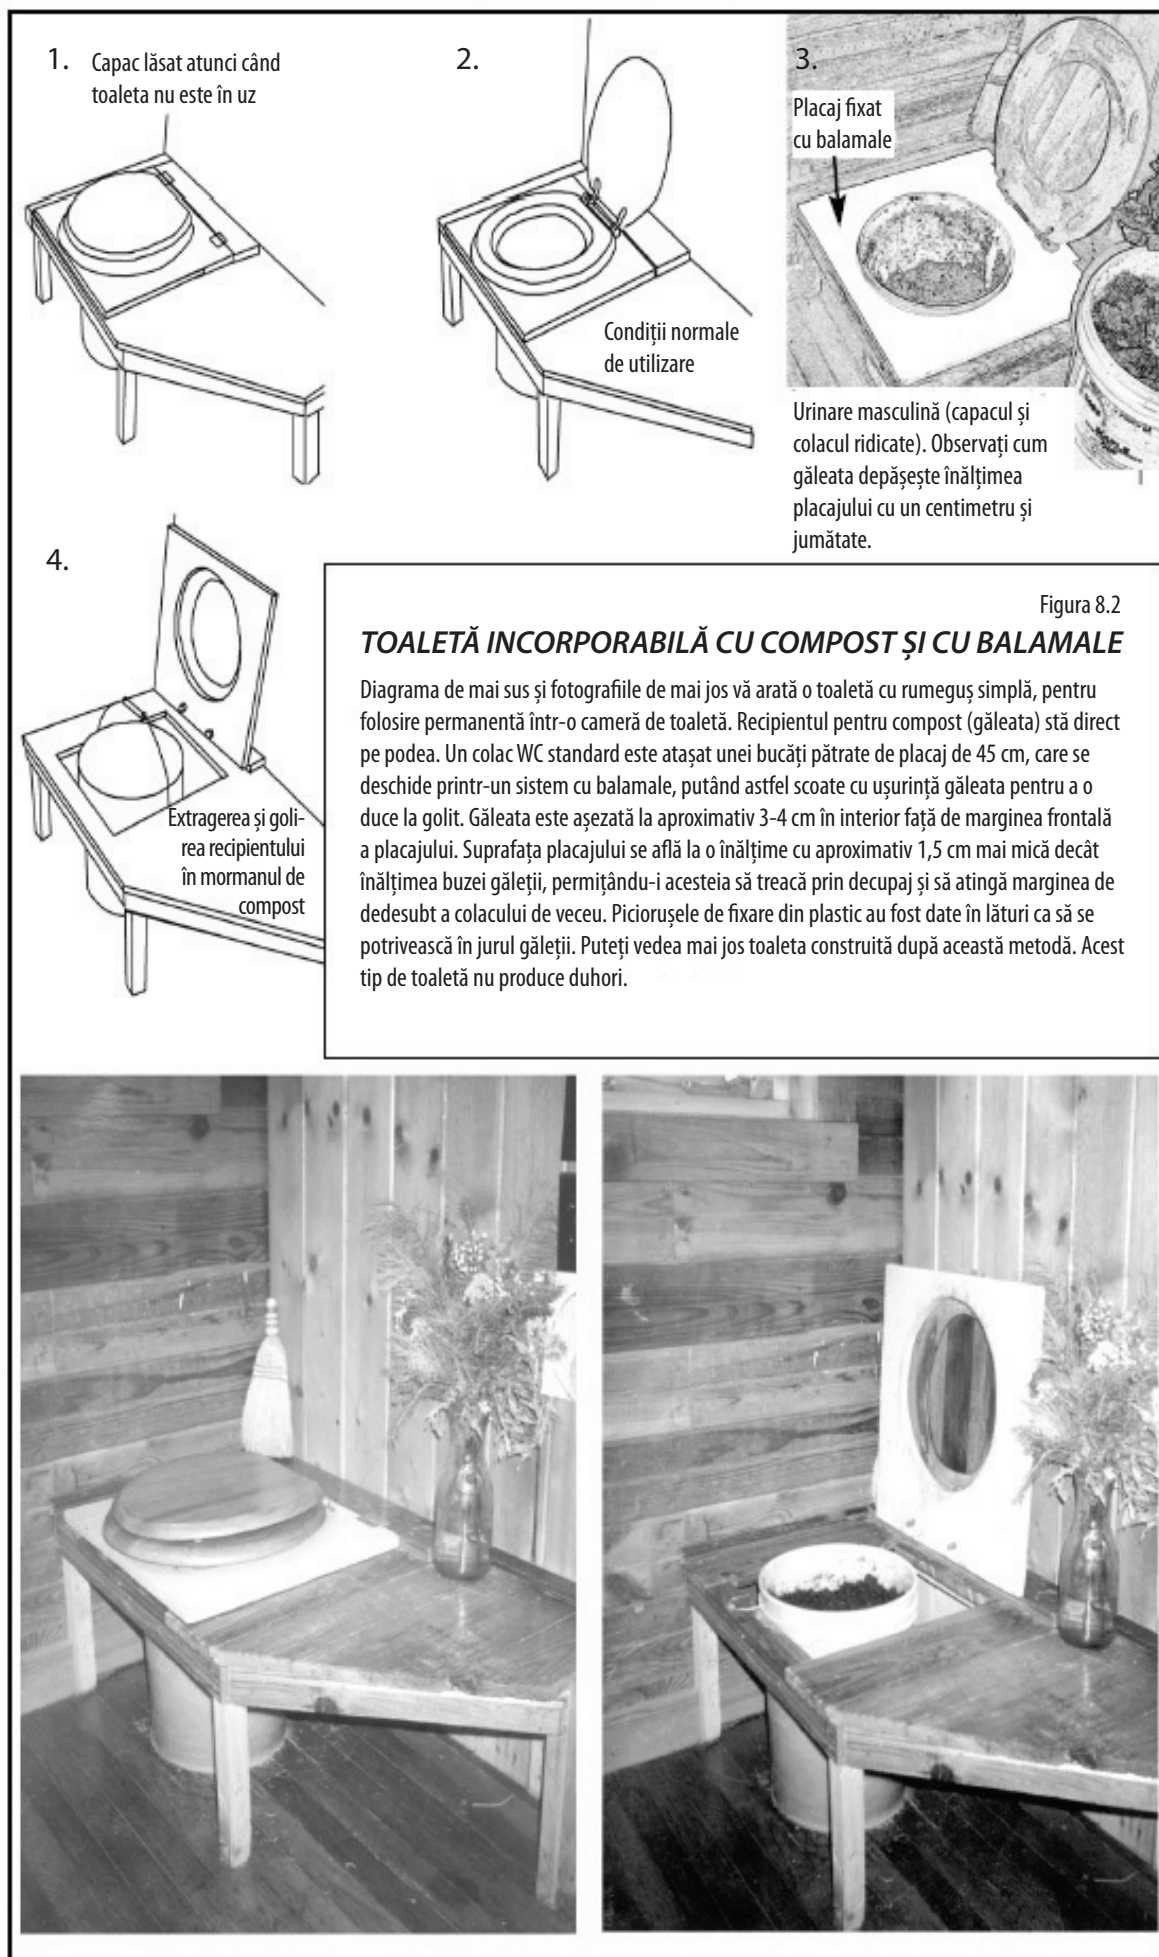 1.
Capac lăsat atunci când
toaleta nu este în uz
2.
Condiții normale
de utilizare
3.
Placaj fixat
cu balamale
Urinare masculină (capacul și
colacul ridicate). Observați cum
găleata depășește înălțimea
placajului cu un centimetru și
jumătate.
4.
Extragerea și goli-
rea recipientului
în mormanul de
compost
Figura 8.2
TOALETĂ INCORPORABILĂ CU COMPOST ȘI CU BALAMALE
Diagrama de mai sus și fotografiile de mai jos vă arată o toaletă cu rumeguș simplă, pentru
folosire permanentă într-o cameră de toaletă. Recipientul pentru compost (găleata) stă direct
pe podea. Un colac WC standard este atașat unei bucăți pătrate de placaj de 45 cm, care se
deschide printr-un sistem cu balamale, putând astfel scoate cu ușurință găleata pentru a o
duce la golit. Găleata este așezată la aproximativ 3-4 cm în interior față de marginea frontală
a placajului. Suprafața placajului se află la o înălțime cu aproximativ 1,5 cm mai mică decât
înălțimea buzei găleții, permițându-i acesteia să treacă prin decupaj și să atingă marginea de
dedesubt a colacului de veceu. Piciorușele de fixare din plastic au fost date în lături ca să se
potrivească în jurul găleții. Puteți vedea mai jos toaleta construită după această metodă. Acest
tip de toaletă nu produce duhori.